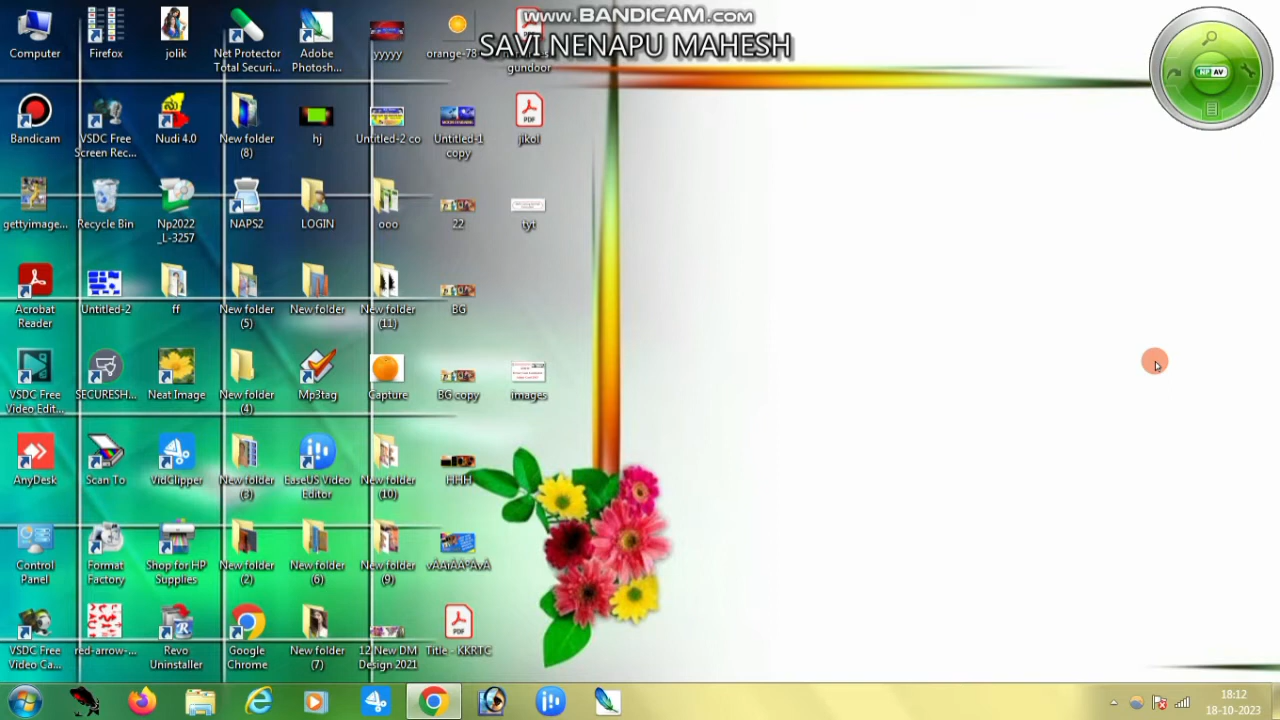 www.BANDICAM.com
SAVI NENAPU MAHESH
Computer
Firefox
jolik
Net Protector
Total Securi...
Adobe
Photosh...
yyyyy
orange-78
gundoor
HP AV
Bandicam
VSDC Free
Screen Rec...
Nudi 4.0
New folder
(8)
hj
Untitled-2 co
Untitled-1
copy
PDF
jikol
gettyimage...
Recycle Bin
Np2022
_L-3257
NAPS2
LOGIN
ooo
22
tyt
Acrobat
Reader
Untitled-2
ff
New folder
(5)
New folder
New folder
(11)
BG
VSDC Free
Video Edit...
SECURESH...
Neat Image
New folder
(4)
Mp3tag
Capture
BG copy
images
AnyDesk
Scan To
VidClipper
New folder
(3)
EaseUS Video
Editor
New folder
(10)
HHH
Control
Panel
Format
Factory
Shop for HP
Supplies
New folder
(2)
New folder
(6)
New folder
(9)
VSDC Free
Video Ca...
red-arrow-...
Revo
Uninstaller
Google
Chrome
New folder
(7)
12 New DM
Design 2021
PDF
Title - KKRTC
18:12
18-10-2023